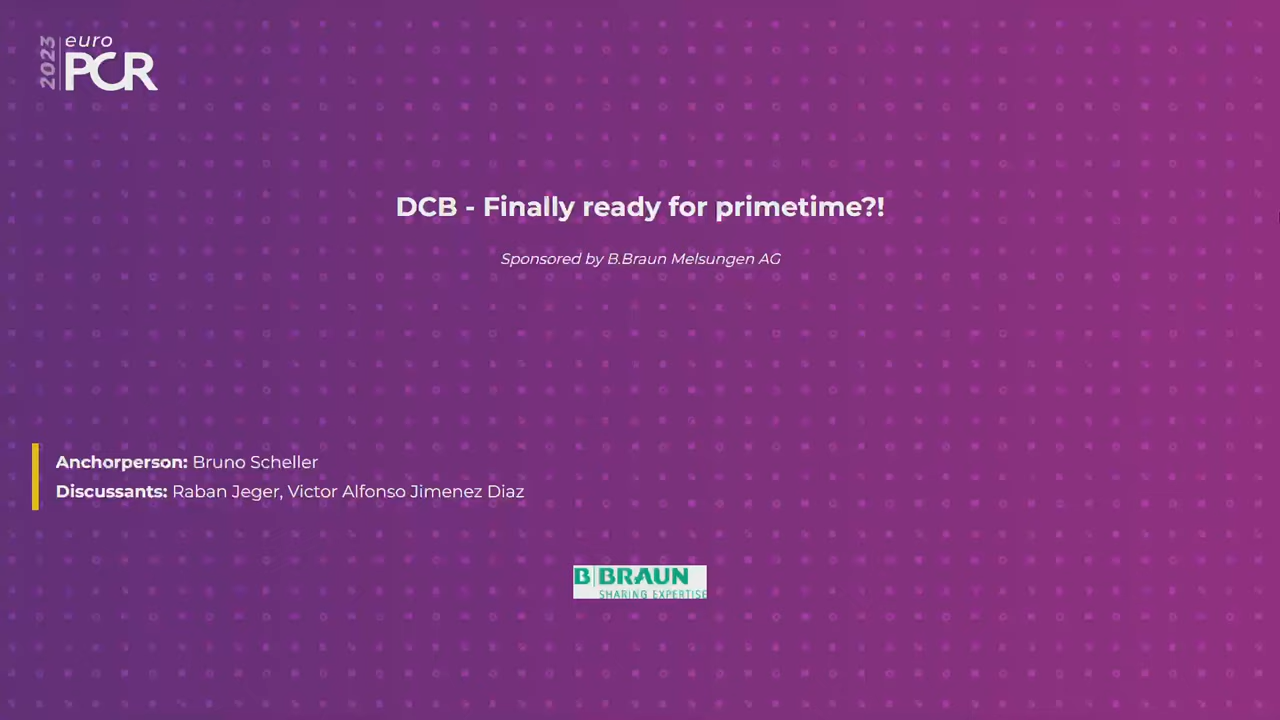 2023
euro
PCR
DCB - Finally ready for primetime?!
Sponsored by B.Braun Melsungen AG
Anchorperson: Bruno Scheller
Discussants: Raban Jeger, Victor Alfonso Jimenez Diaz
B|BRAUN
SHARING EXPERTISE